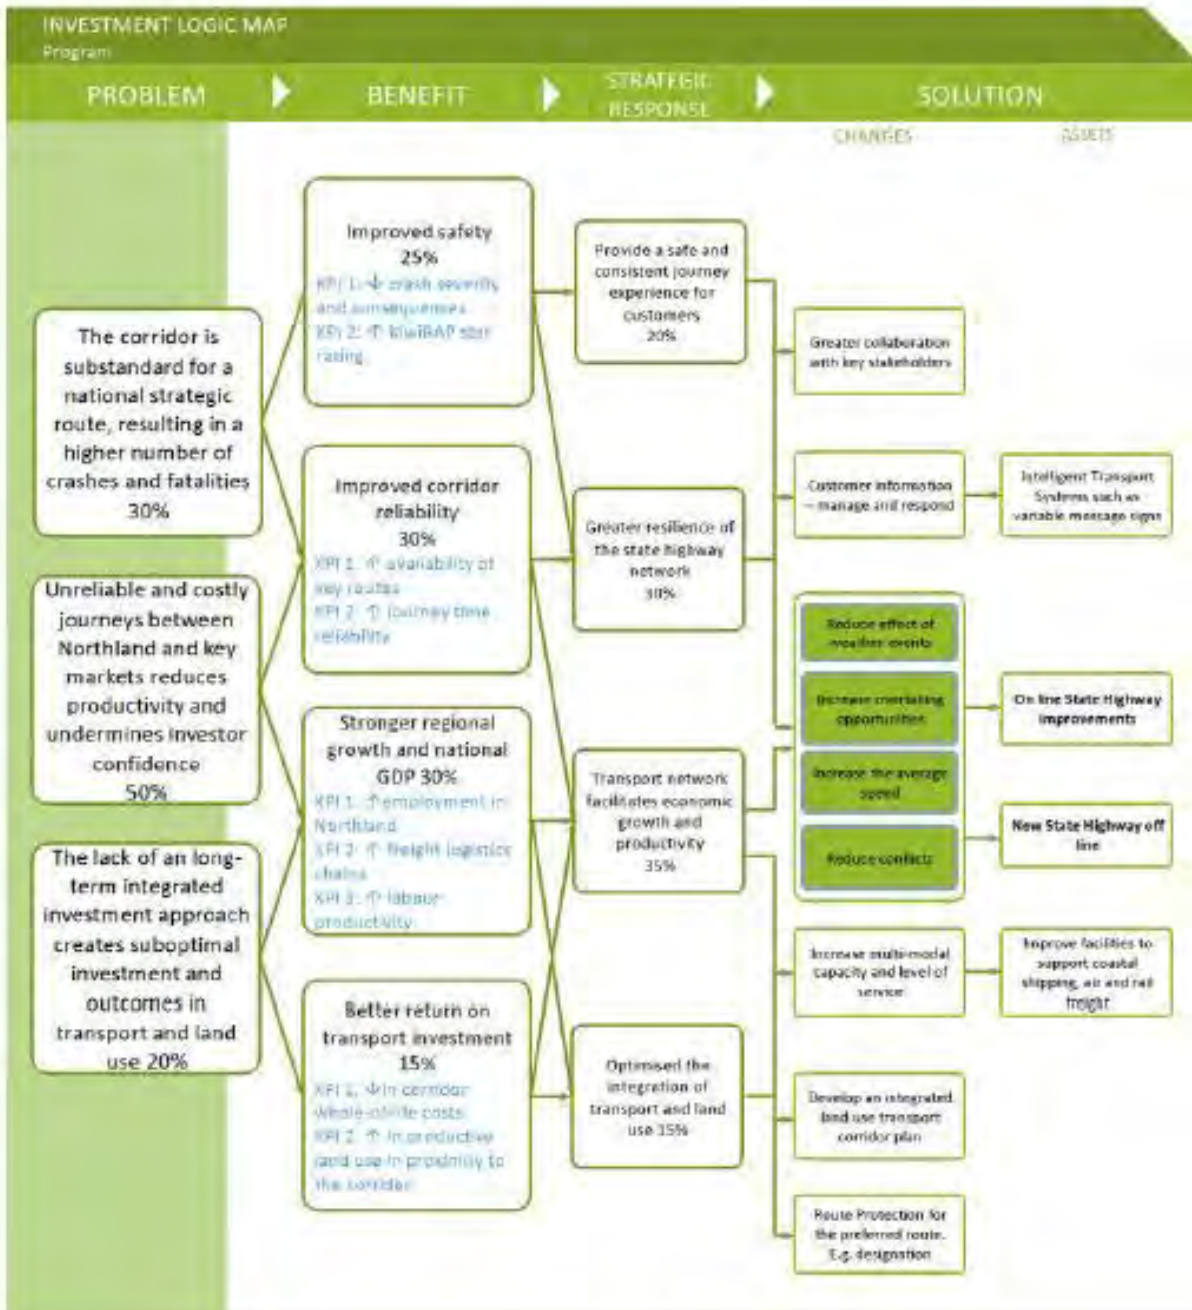 INVESTMENT LOGIC MAP
Program
PROBLEM
BENEFIT
STRATEGIC
RESPONSE
SOLUTION
CHANGES
ASSETS
The corridor is
substandard for a
national strategic
route, resulting in a
higher number of
crashes and fatalities
30%
Unreliable and costly
journeys between
Northland and key
markets reduces
productivity and
undermines investor
confidence
50%
The lack of an long-
term integrated
investment approach
creates suboptimal
investment and
outcomes in
transport and land
use 20%
Improved safety
25%
KPI 1: ↓ crash severity
and consequences
KPI 2: ↑ KiwiRAP star
rating
Improved corridor
reliability
30%
KPI 1: ↑ availability of
key routes
KPI 2: ↑ journey time
reliability
Stronger regional
growth and national
GDP 30%
KPI 1: ↑ employment in
Northland
KPI 2: ↑ freight logistics
chains
KPI 3: ↑ labour
productivity
Better return on
transport investment
15%
KPI 1: ↓ in corridor
whole-of-life costs
KPI 2: ↑ in productive
land use in proximity to
the corridor
Provide a safe and
consistent journey
experience for
customers
20%
Greater resilience of
the state highway
network
30%
Transport network
facilitates economic
growth and
productivity
35%
Optimised the
integration of
transport and land
use 15%
Greater collaboration
with key stakeholders
Customer information
– manage and respond
Reduce effect of
weather events
Increase overtaking
opportunities
Increase the average
speed
Reduce conflicts
Increase multi-modal
capacity and level of
service
Develop an integrated
land use transport
corridor plan
Route Protection for
the preferred route.
E.g. designation
Intelligent Transport
Systems such as
variable message signs
On line State Highway
improvements
New State Highway off
line
Improve facilities to
support coastal
shipping, air and rail
freight